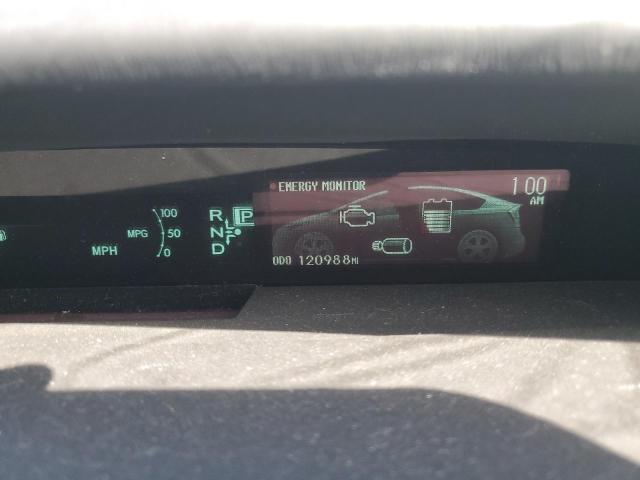 ENERGY MONITOR
1 00
AM
R P
N
D
100
MPG 50
0
MPH
ODO 120988 MI